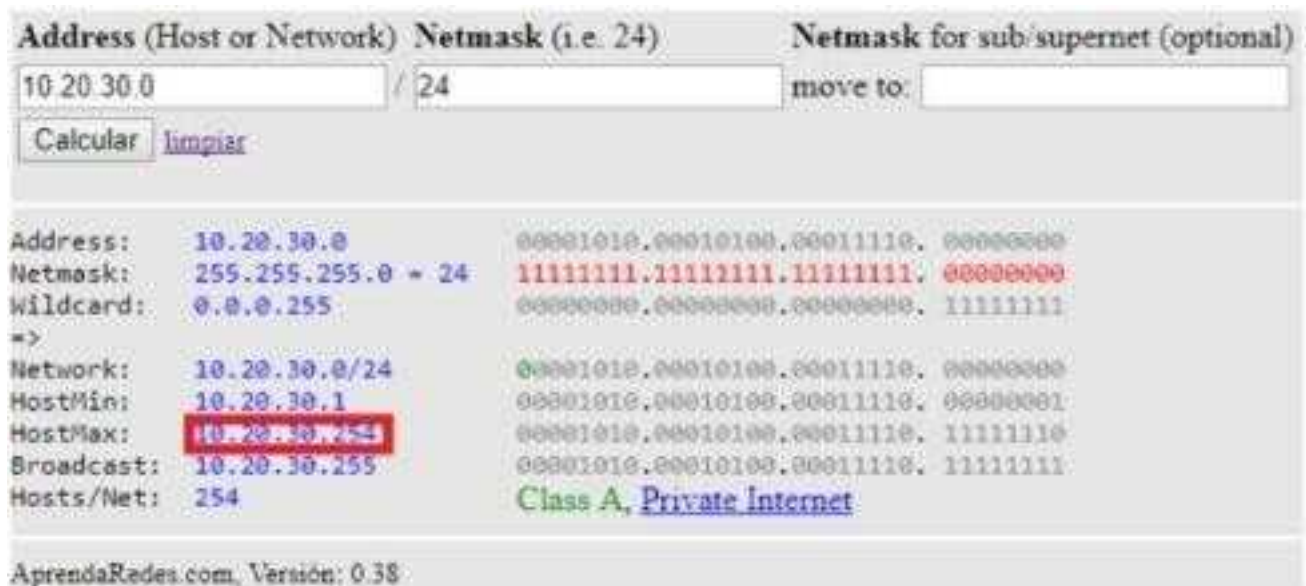 Address (Host or Network) Netmask (i.e. 24) Netmask for sub/supernet (optional)
10.20.30.0 / 24 move to:
Calcular limpiar
Address: 10.20.30.0 00001010.00010100.00011110. 00000000
Netmask: 255.255.255.0 = 24 11111111.11111111.11111111. 00000000
Wildcard: 0.0.0.255 00000000.00000000.00000000. 11111111
=>
Network: 10.20.30.0/24 00001010.00010100.00011110. 00000000
HostMin: 10.20.30.1 00001010.00010100.00011110. 00000001
HostMax: 10.20.30.254 00001010.00010100.00011110. 11111110
Broadcast: 10.20.30.255 00001010.00010100.00011110. 11111111
Hosts/Net: 254 Class A, Private Internet
AprendaRedes.com, Versión: 0.38